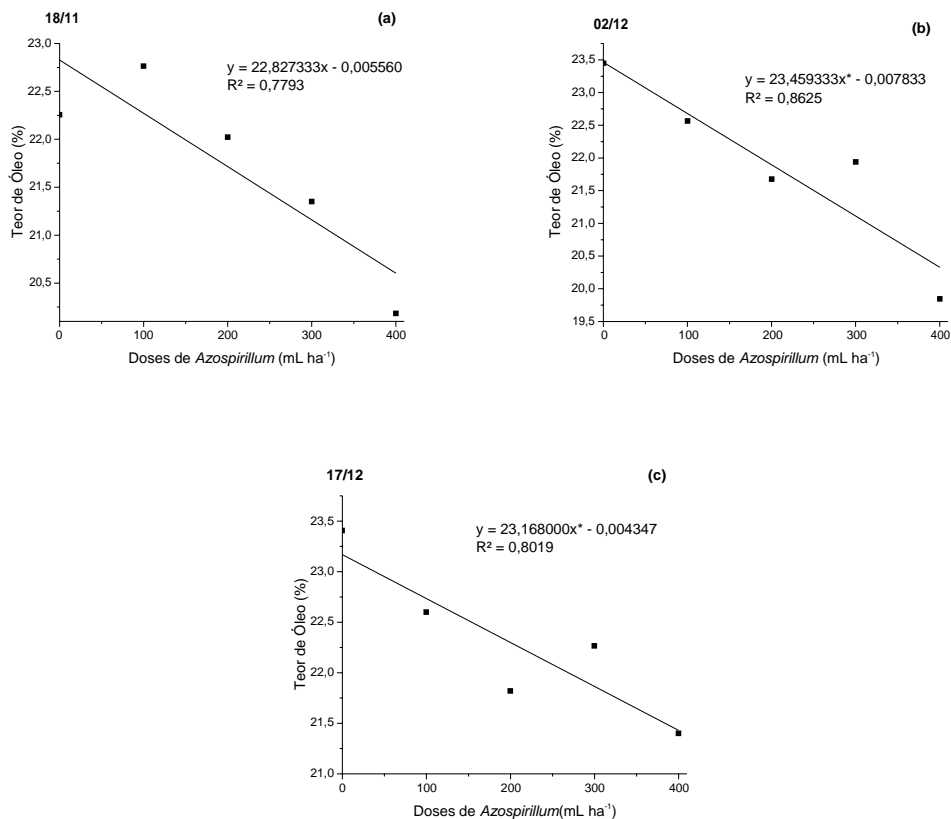 18/11
(a)
23,0
22,5
22,0
21,5
21,0
20,5
Teor de Óleo (%)
y = 22,827333x - 0,005560
R² = 0,7793
0 100 200 300 400
Doses de Azospirillum (mL ha⁻¹)
02/12
(b)
23,5
23,0
22,5
22,0
21,5
21,0
20,5
20,0
19,5
Teor de Óleo (%)
y = 23,459333x* - 0,007833
R² = 0,8625
0 100 200 300 400
Doses de Azospirillum (mL ha⁻¹)
17/12
(c)
23,5
23,0
22,5
22,0
21,5
21,0
Teor de Óleo (%)
y = 23,168000x* - 0,004347
R² = 0,8019
0 100 200 300 400
Doses de Azospirillum(mL ha⁻¹)